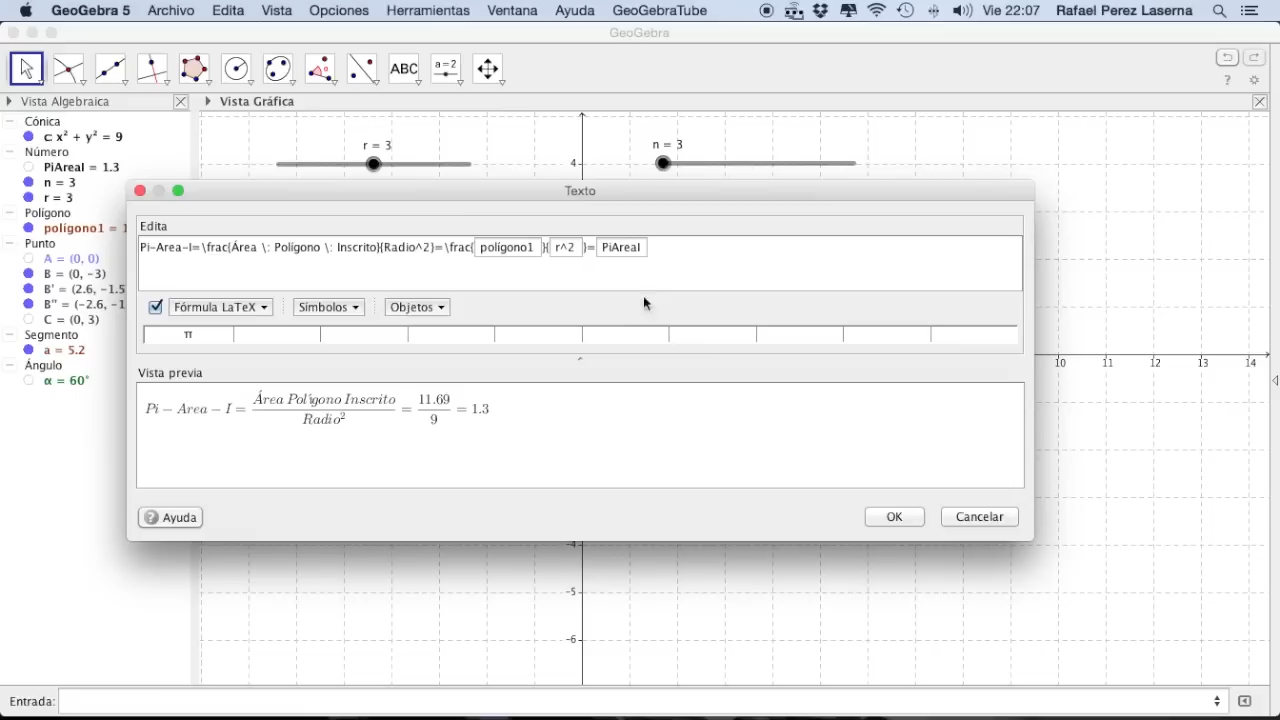 GeoGebra 5 Archivo Edita Vista Opciones Herramientas Ventana Ayuda GeoGebraTube Vie 22:07 Rafael Perez Laserna
GeoGebra
ABC a=2
?
Vista Algebraica
Vista Gráfica
Cónica
c: x² + y² = 9
Número
PiAreaI = 1.3
n = 3
r = 3
Polígono
polígono1 = 1
Punto
A = (0, 0)
B = (0, -3)
B' = (2.6, -1.5
B'' = (-2.6, -1
C = (0, 3)
Segmento
a = 5.2
Ángulo
α = 60°
r = 3
n = 3
4
10 11 12 13 14
-4
-5
-6
Texto
Edita
Pi-Area-I=\frac{Área \: Polígono \: Inscrito}{Radio^2}=\frac{ polígono1 }{ r^2 }= PiAreaI
Fórmula LaTeX Símbolos Objetos
π
Vista previa
Pi − Area − I = Área Polígono Inscrito / Radio² = 11.69 / 9 = 1.3
? Ayuda
OK
Cancelar
Entrada: